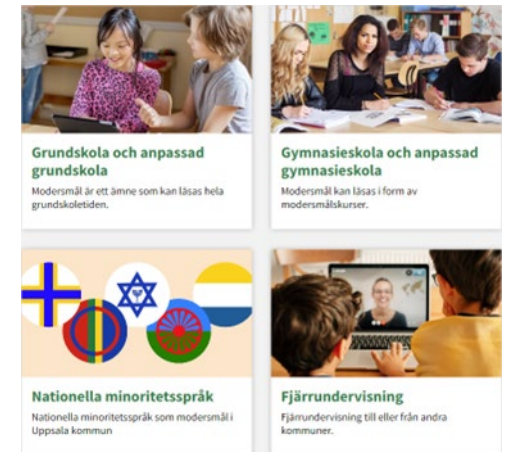 Grundskola och anpassad
grundskola
Modersmål är ett ämne som kan läsas hela
grundskoletiden.
Gymnasieskola och anpassad
gymnasieskola
Modersmål kan läsas i form av
modersmålskurser.
Nationella minoritetsspråk
Nationella minoritetsspråk som modersmål i
Uppsala kommun
Fjärrundervisning
Fjärrundervisning till eller från andra
kommuner.